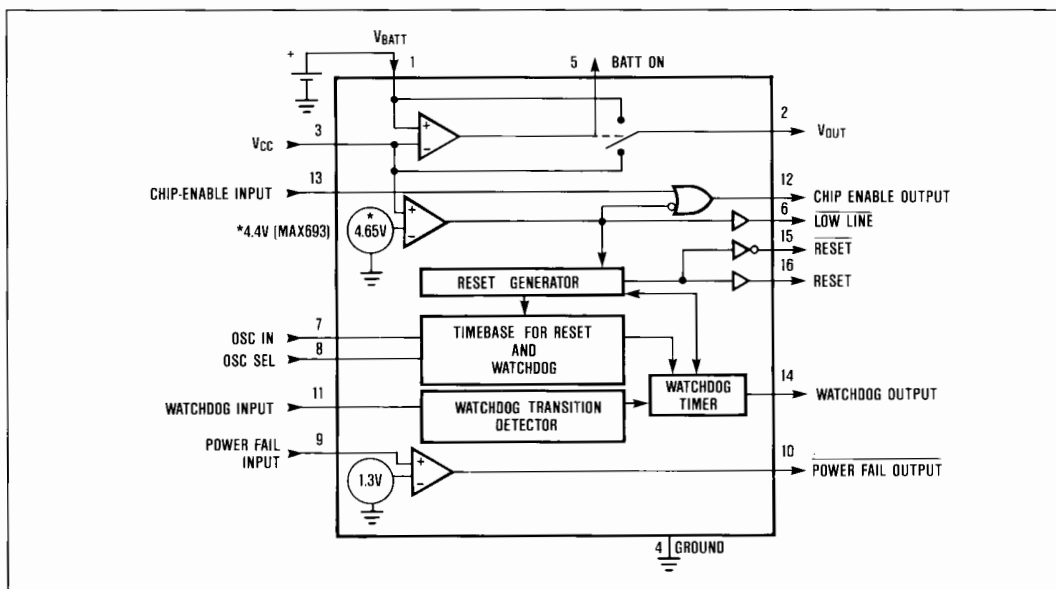 VBATT
+
1
5 BATT ON
+
−
2
VOUT
3
VCC
13
CHIP-ENABLE INPUT
12
CHIP ENABLE OUTPUT
+
−
*
4.65V
*4.4V (MAX693)
6
LOW LINE
15
RESET
16
RESET
RESET GENERATOR
7
OSC IN
8
OSC SEL
TIMEBASE FOR RESET
AND
WATCHDOG
WATCHDOG
TIMER
14
WATCHDOG OUTPUT
11
WATCHDOG INPUT
WATCHDOG TRANSITION
DETECTOR
9
POWER FAIL
INPUT
+
−
1.3V
10
POWER FAIL OUTPUT
4 GROUND